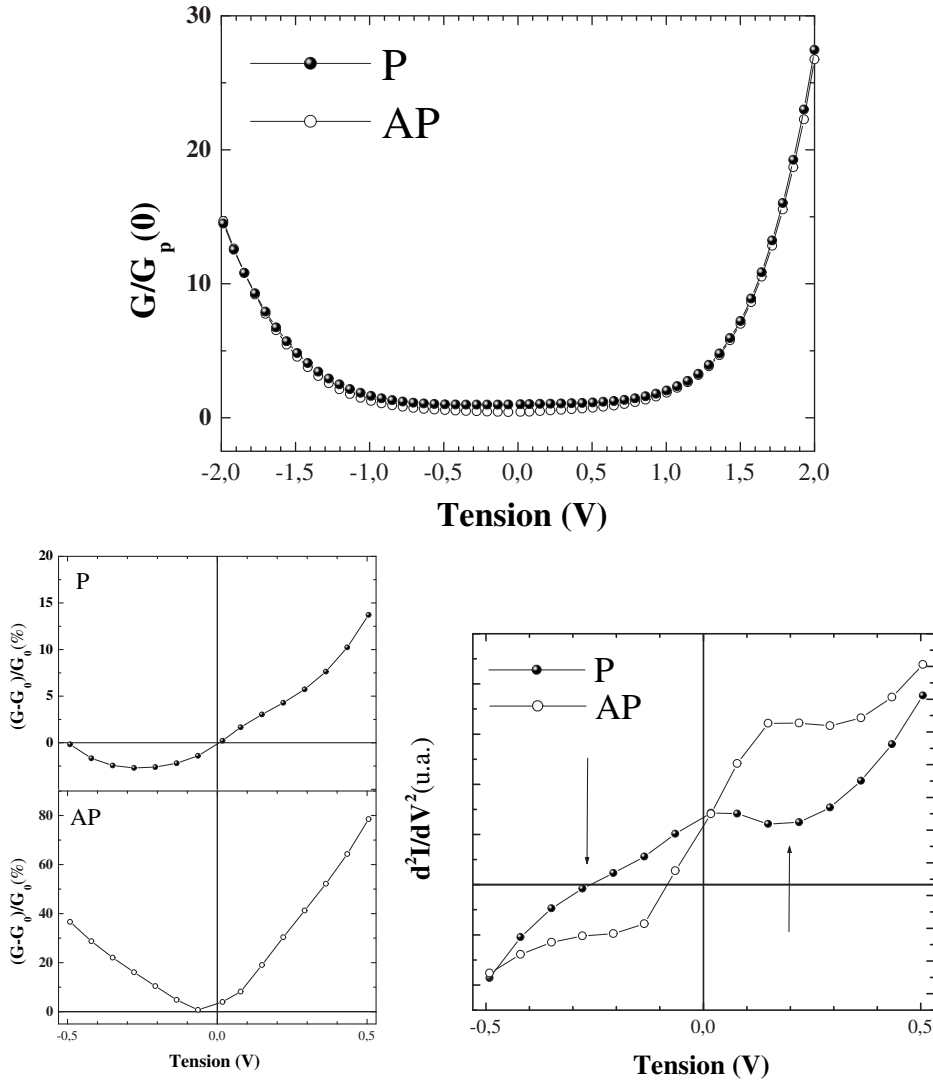 30
20
10
0
P
AP
G/G_p (0)
-2,0 -1,5 -1,0 -0,5 0,0 0,5 1,0 1,5 2,0
Tension (V)
20
15
10
5
0
P
(G-G_0)/G_0(%)
80
60
40
20
0
AP
(G-G_0)/G_0(%)
-0,5 0,0 0,5
Tension (V)
P
AP
d^2I/dV^2(u.a.)
-0,5 0,0 0,5
Tension (V)